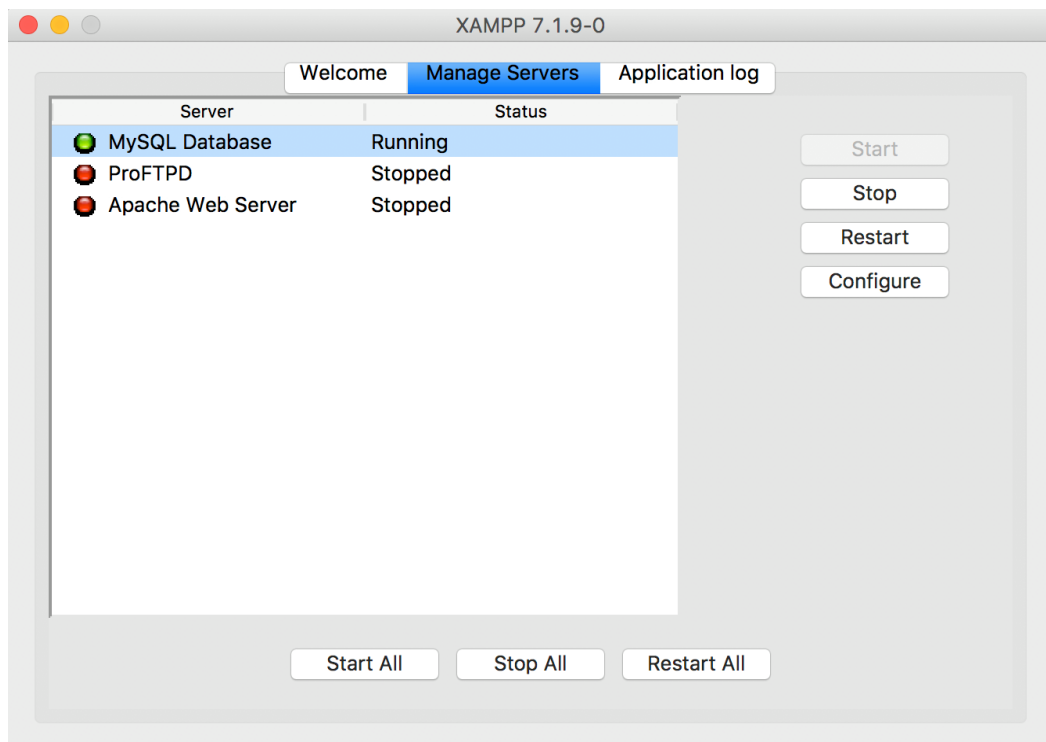 XAMPP 7.1.9-0
Welcome Manage Servers Application log
Server Status
MySQL Database Running
ProFTPD Stopped
Apache Web Server Stopped
Start
Stop
Restart
Configure
Start All Stop All Restart All